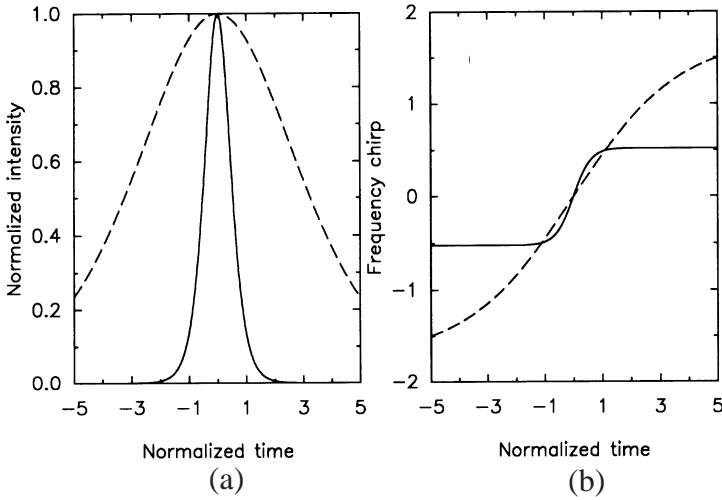 1.0
0.8
0.6
0.4
0.2
0.0
Normalized intensity
−5 −3 −1 1 3 5
Normalized time
(a)
2
1
0
−1
−2
Frequency chirp
−5 −3 −1 1 3 5
Normalized time
(b)